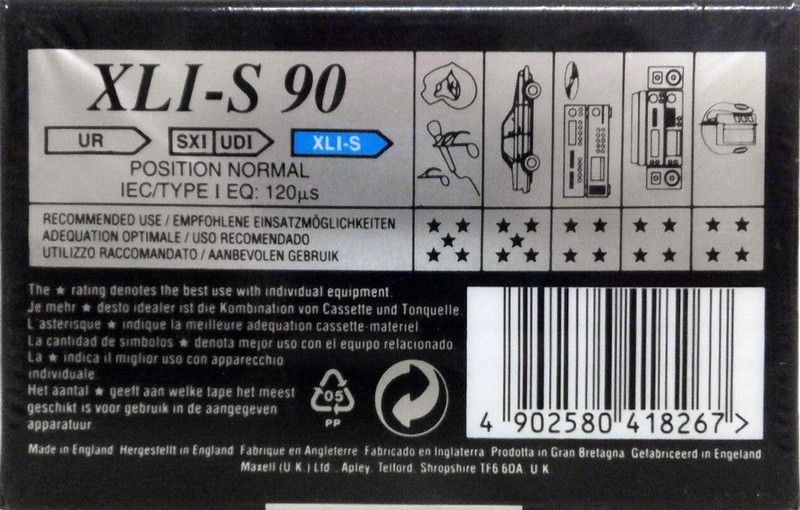 XLI-S 90
UR SXI UDI XLI-S
POSITION NORMAL
IEC/TYPE I EQ: 120µs
RECOMMENDED USE / EMPFOHLENE EINSATZMÖGLICHKEITEN
ADEQUATION OPTIMALE / USO RECOMENDADO
UTILIZZO RACCOMANDATO / AANBEVOLEN GEBRUIK
The ★ rating denotes the best use with individual equipment.
Je mehr ★ desto idealer ist die Kombination von Cassette und Tonquelle
L'asterisque ★ indique la meilleure adequation cassette-materiel
La cantidad de simbolos ★ denota mejor uso con el equipo relacionado
La ★ indica il miglior uso con apparecchio
individuale
Het aantal ★ geeft aan welke tape het meest
geschikt is voor gebruik in de aangegeven
apparatuur
05
PP
4 902580 418267 >
Made in England Hergestellt in England Fabrique en Angleterre Fabricado en Inglaterra Prodotta in Gran Bretagna Gefabriceerd in Engeland
Maxell (U.K.) Ltd. Apley, Telford, Shropshire TF6 6DA. U.K.